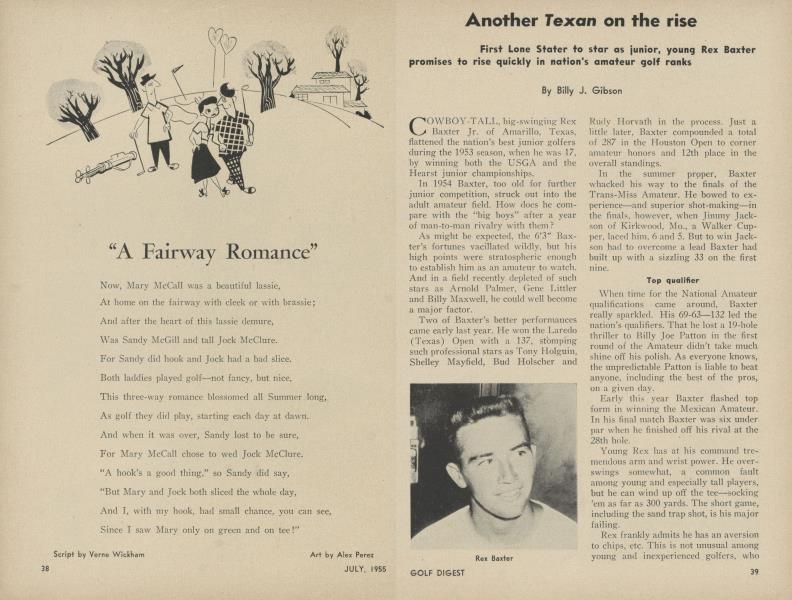 "A Fairway Romance"
Now, Mary McCall was a beautiful lassie,
At home on the fairway with cleek or with brassie;
And after the heart of this lassie demure,
Was Sandy McGill and tall Jock McClure.
For Sandy did hook and Jock had a bad slice.
Both laddies played golf—not fancy, but nice,
This three-way romance blossomed all Summer long,
As golf they did play, starting each day at dawn.
And when it was over, Sandy lost to be sure,
For Mary McCall chose to wed Jock McClure.
"A hook's a good thing," so Sandy did say,
"But Mary and Jock both sliced the whole day,
And I, with my hook, had small chance, you can see,
Since I saw Mary only on green and on tee!"
Script by Verne Wickham
Art by Alex Perez
38
JULY, 1955
Another Texan on the rise
First Lone Stater to star as junior, young Rex Baxter
promises to rise quickly in nation's amateur golf ranks
By Billy J. Gibson
COWBOY-TALL, big-swinging Rex
Baxter Jr. of Amarillo, Texas,
flattened the nation's best junior golfers
during the 1953 season, when he was 17,
by winning both the USGA and the
Hearst junior championships.
In 1954 Baxter, too old for further
junior competition, struck out into the
adult amateur field. How does he com-
pare with the "big boys" after a year
of man-to-man rivalry with them?
As might be expected, the 6'3" Bax-
ter's fortunes vacillated wildly, but his
high points were stratospheric enough
to establish him as an amateur to watch.
And in a field recently depleted of such
stars as Arnold Palmer, Gene Littler
and Billy Maxwell, he could well become
a major factor.
Two of Baxter's better performances
came early last year. He won the Laredo
(Texas) Open with a 137, stomping
such professional stars as Tony Holguin,
Shelley Mayfield, Bud Holscher and
Rex Baxter
Rudy Horvath in the process. Just a
little later, Baxter compounded a total
of 287 in the Houston Open to corner
amateur honors and 12th place in the
overall standings.
In the summer proper, Baxter
whacked his way to the finals of the
Trans-Miss Amateur. He bowed to ex-
perience—and superior shot-making—in
the finals, however, when Jimmy Jack-
son of Kirkwood, Mo., a Walker Cup-
per, laced him, 6 and 5. But to win Jack-
son had to overcome a lead Baxter had
built up with a sizzling 33 on the first
nine.
Top qualifier
When time for the National Amateur
qualifications came around, Baxter
really sparkled. His 69-63—132 led the
nation's qualifiers. That he lost a 19-hole
thriller to Billy Joe Patton in the first
round of the Amateur didn't take much
shine off his polish. As everyone knows,
the unpredictable Patton is liable to beat
anyone, including the best of the pros,
on a given day.
Early this year Baxter flashed top
form in winning the Mexican Amateur.
In his final match Baxter was six under
par when he finished off his rival at the
28th hole.
Young Rex has at his command tre-
mendous arm and wrist power. He over-
swings somewhat, a common fault
among young and especially tall players,
but he can wind up off the tee—socking
'em as far as 300 yards. The short game,
including the sand trap shot, is his major
failing.
Rex frankly admits he has an aversion
to chips, etc. This is not unusual among
young and inexperienced golfers, who
GOLF DIGEST
39